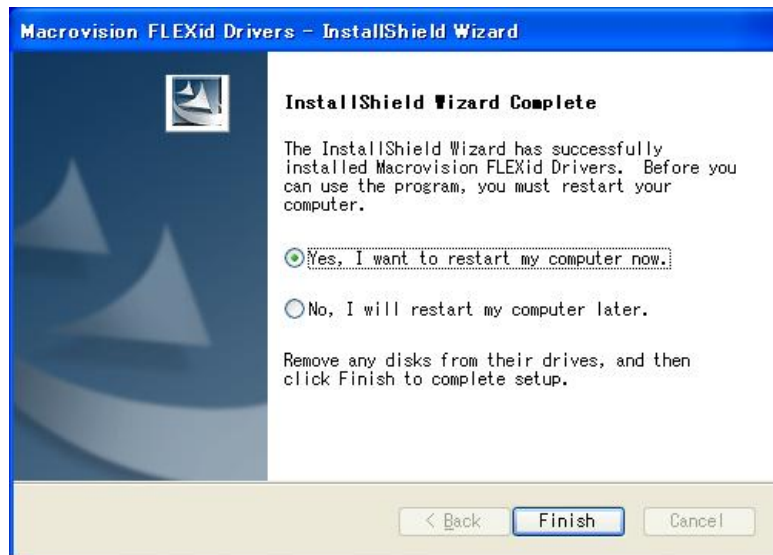 Macrovision FLEXid Drivers - InstallShield Wizard
InstallShield Wizard Complete
The InstallShield Wizard has successfully
installed Macrovision FLEXid Drivers.  Before you
can use the program, you must restart your
computer.
Yes, I want to restart my computer now.
No, I will restart my computer later.
Remove any disks from their drives, and then
click Finish to complete setup.
< Back
Finish
Cancel